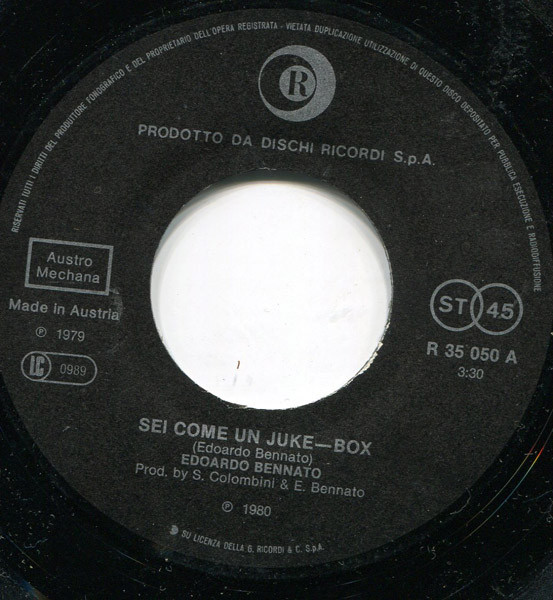 RISERVATI TUTTI I DIRITTI DEL PRODUTTORE FONOGRAFICO E DEL PROPRIETARIO DELL'OPERA REGISTRATA - VIETATA DUPLICAZIONE UTILIZZAZIONE DI QUESTO DISCO DEPOSITATO PER PUBBLICA ESECUZIONE E RADIODIFFUSIONE
R
PRODOTTO DA DISCHI RICORDI S.p.A.
Austro
Mechana
Made in Austria
℗ 1979
LC 0989
ST 45
R 35 050 A
3:30
SEI COME UN JUKE—BOX
(Edoardo Bennato)
EDOARDO BENNATO
Prod. by S. Colombini & E. Bennato
℗ 1980
SU LICENZA DELLA G. RICORDI & C. S.p.A.